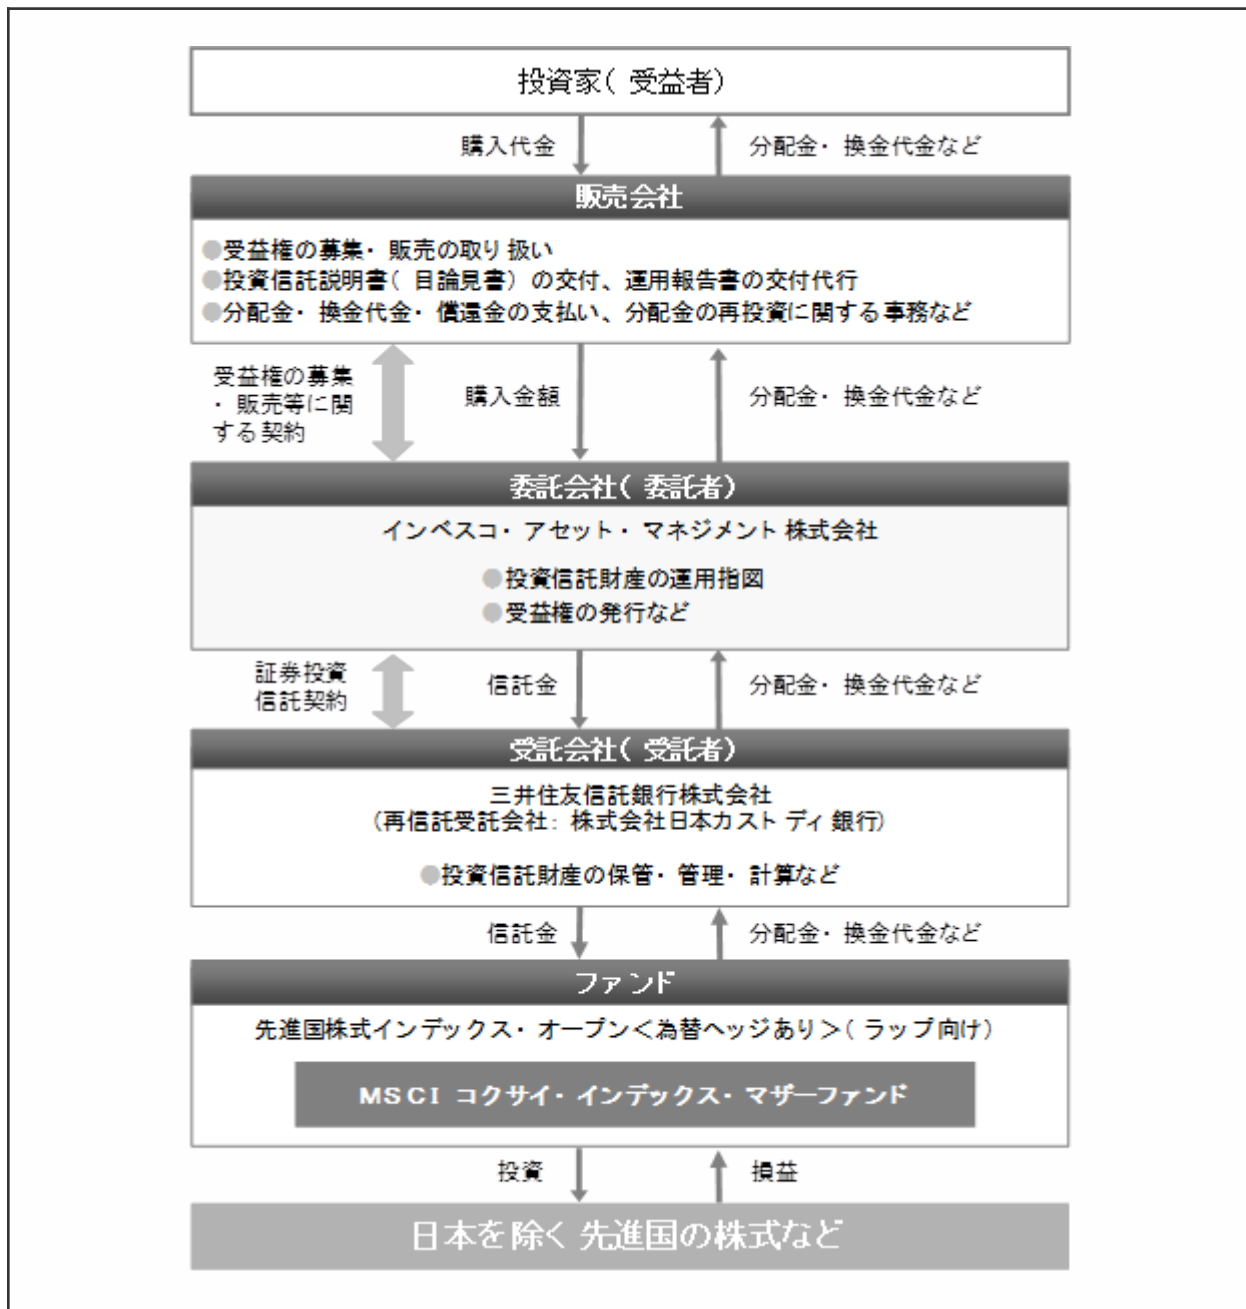 投資家(受益者)
購入代金
分配金・換金代金など
販売会社
●受益権の募集・販売の取り扱い
●投資信託説明書(目論見書)の交付、運用報告書の交付代行
●分配金・換金代金・償還金の支払い、分配金の再投資に関する事務など
受益権の募集
・販売等に関
する契約
購入金額
分配金・換金代金など
委託会社(委託者)
インベスコ・アセット・マネジメント株式会社
●投資信託財産の運用指図
●受益権の発行など
証券投資
信託契約
信託金
分配金・換金代金など
受託会社(受託者)
三井住友信託銀行株式会社
(再信託受託会社:株式会社日本カストディ銀行)
●投資信託財産の保管・管理・計算など
信託金
分配金・換金代金など
ファンド
先進国株式インデックス・オープン<為替ヘッジあり>(ラップ向け)
MSCI コクサイ・インデックス・マザーファンド
投資
損益
日本を除く先進国の株式など